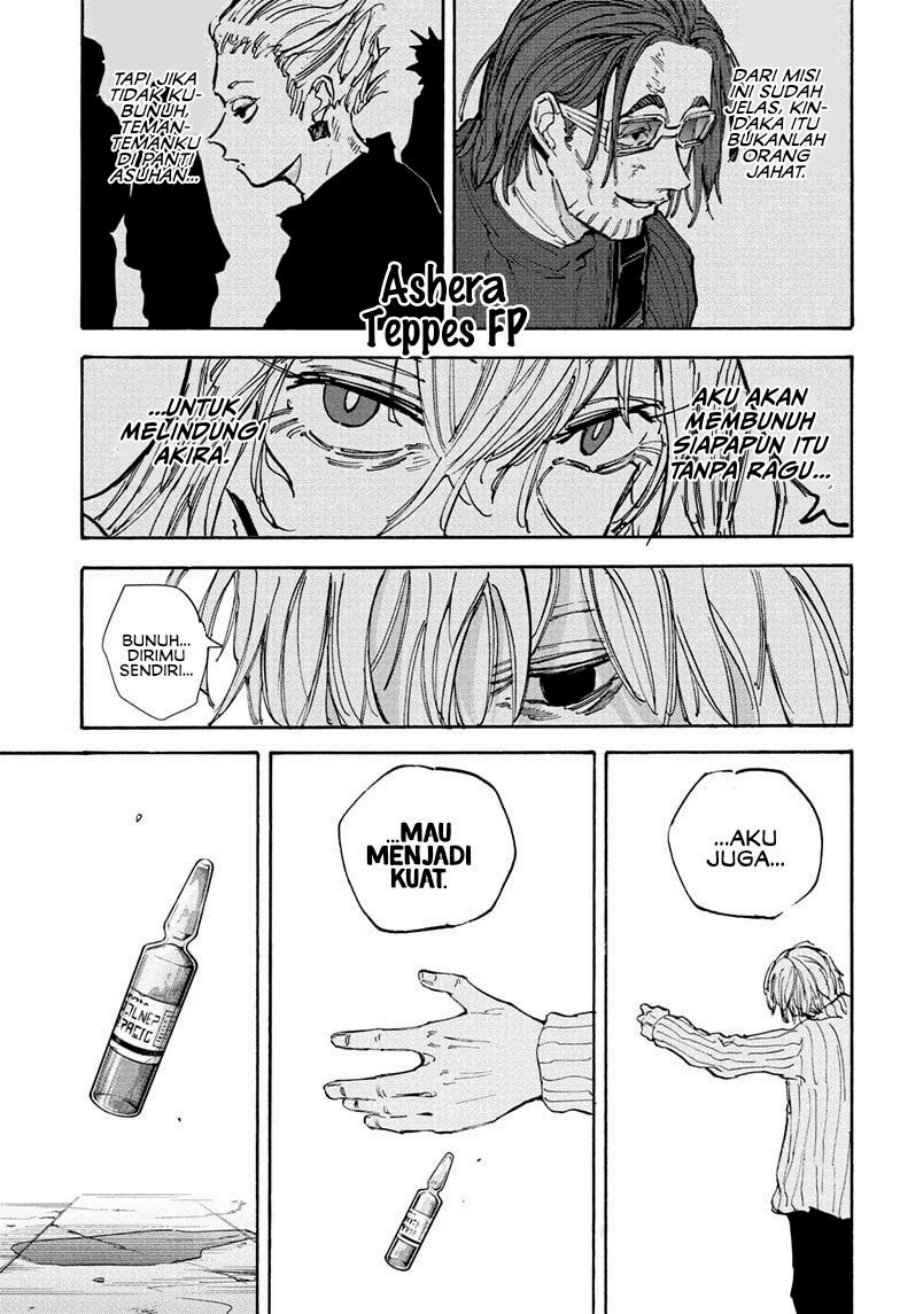 DARI MISI
INI SUDAH
JELAS, KIN-
DAKA ITU
BUKANLAH
ORANG
JAHAT.
TAPI JIKA
TIDAK KU-
BUNUH,
TEMAN-
TEMANKU
DI PANTI
ASUHAN...
Ashera
Teppes FP
AKU AKAN
MEMBUNUH
SIAPAPUN ITU
TANPA RAGU...
...UNTUK
MELINDUNGI
AKIRA.
BUNUH...
DIRIMU
SENDIRI...
...AKU
JUGA...
...MAU
MENJADI
KUAT.